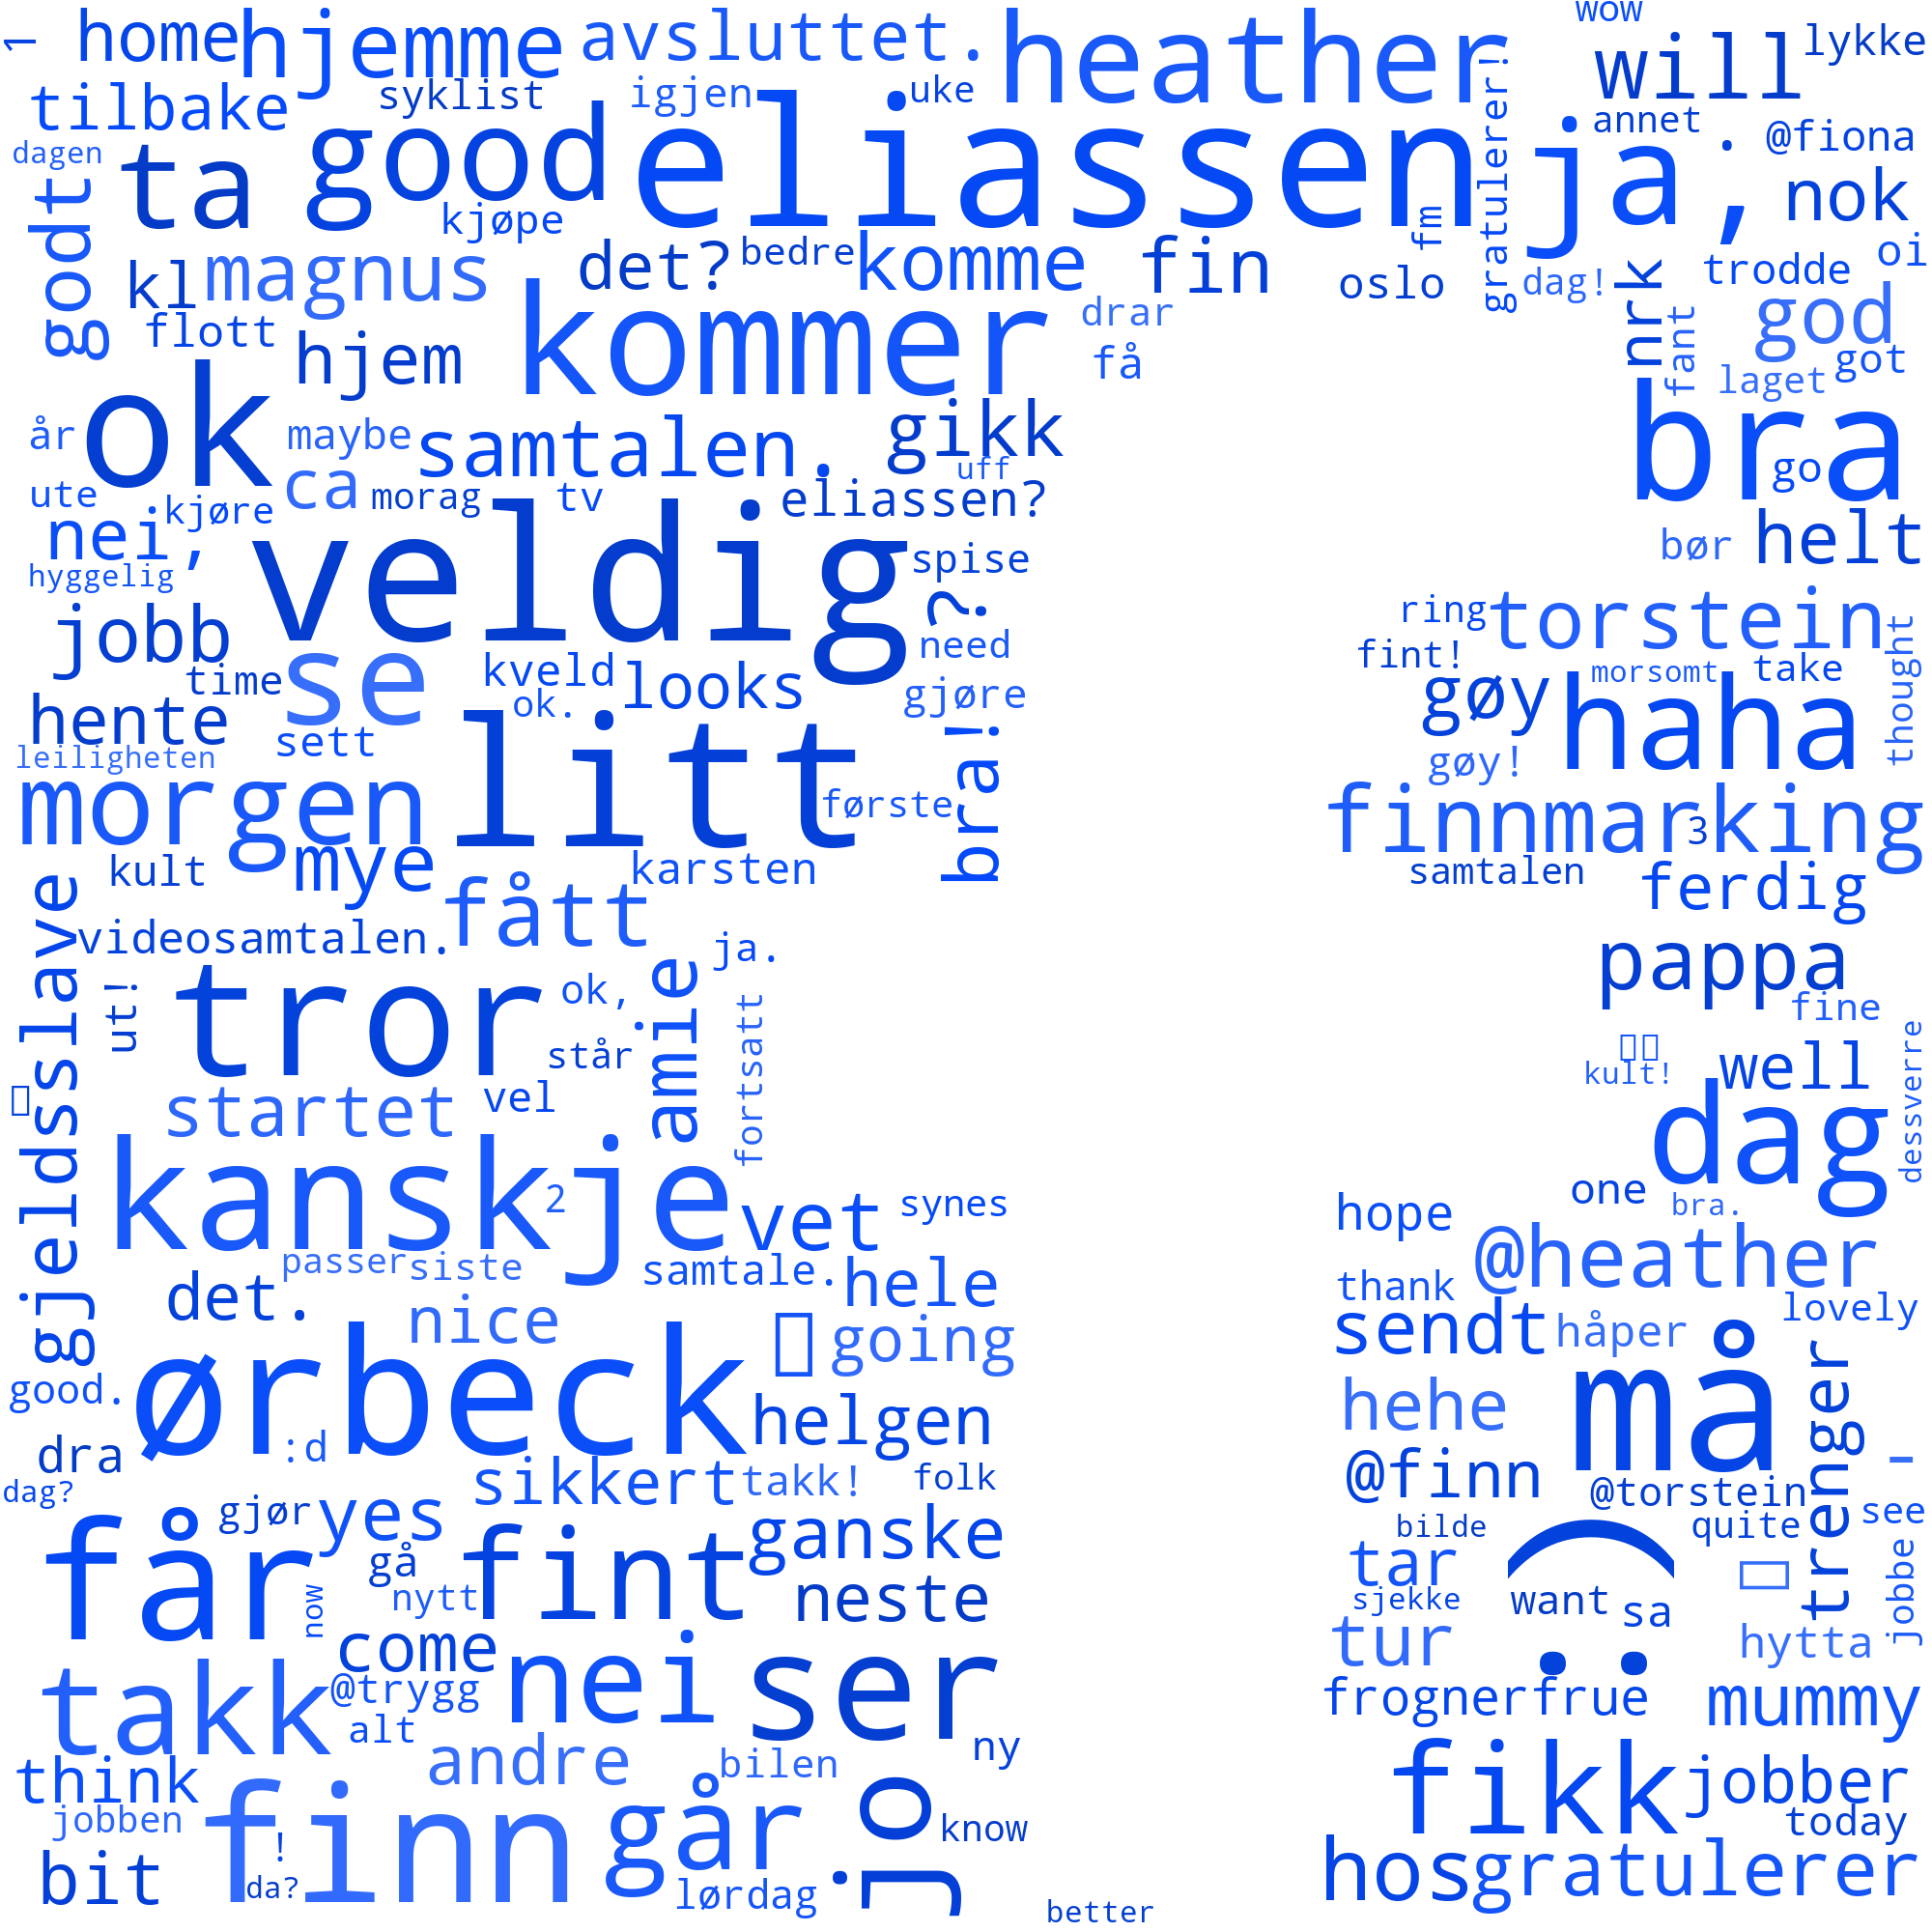 1
home
hjemme
avsluttet.
heather
wow
will
lykke
tilbake
syklist
igjen
uke
gratulerer!
annet
@fiona
dagen
ta
good
eliassen
ja,
.
nok
godt
kjøpe
fm
kl
magnus
det?
bedre
komme
fin
oslo
dag!
nrk
trodde
oi
flott
hjem
kommer
drar
få
fant
god
laget
got
ok
år
maybe
samtalen.
gikk
uff
bra
go
ute
kjøre
ca
morag
tv
eliassen?
nei,
veldig
spise
bør
helt
hyggelig
?
jobb
need
ring
torstein
thought
time
se
kveld
looks
gjøre
fint!
gøy
morsomt
take
hente
ok.
haha
sett
bra!
gøy!
leiligheten
morgen
litt
første
finnmarking
3
kult
mye
karsten
samtalen
ferdig
gjeldsslave
fått
videosamtalen.
ja.
pappa
ut!
tror
ok,
amie
fortsatt
fine
står
kult!
well
dessverre
startet
vel
dag
kanskje
2
vet
synes
one
bra.
hope
passer
siste
samtale.
hele
@heather
det.
nice
thank
lovely
ørbeck
going
sendt
håper
good.
helgen
hehe
må
trenger
dra
:d
sikkert
takk!
folk
@finn
-
dag?
gjør
yes
@torstein
see
får
gå
fint
ganske
bilde
quite
now
nytt
neste
tar
:)
jobbe
sjekke
want
sa
come
nei
ser
tur
hytta
takk
@trygg
frognerfrue
mummy
alt
andre
bilen
ny
think
jo
fikk
jobber
jobben
finn
går
know
today
bit
!
da?
lørdag
hos
gratulerer
better